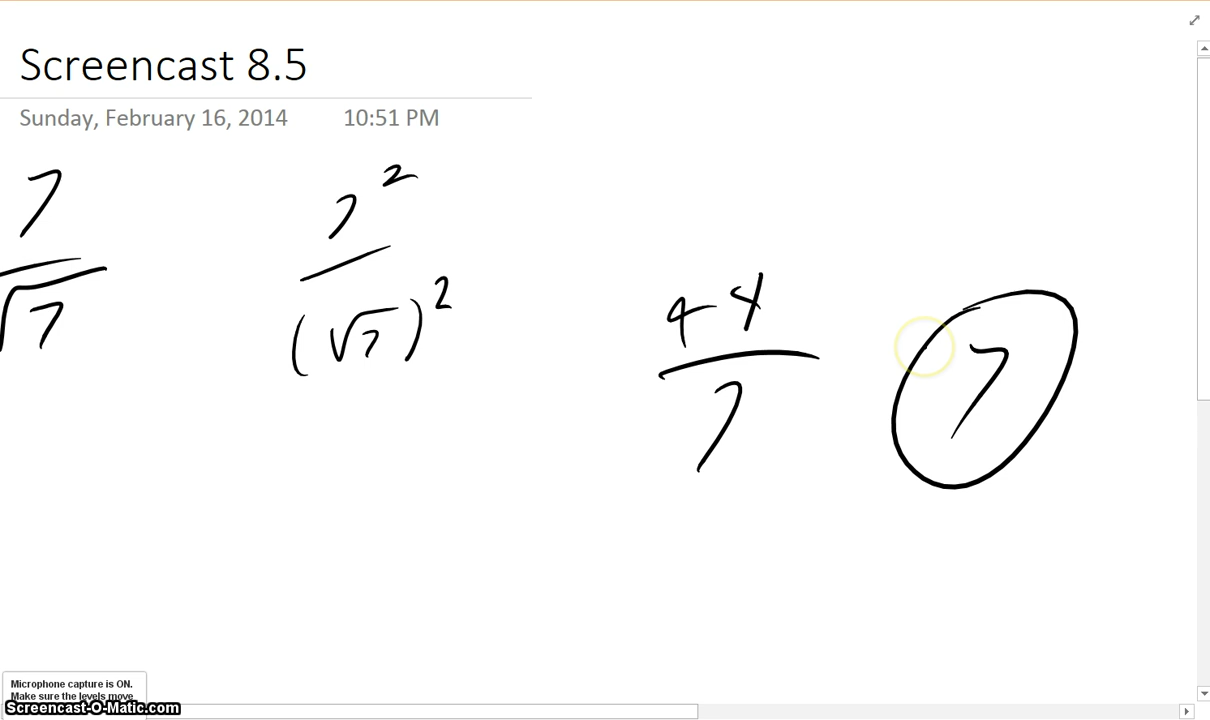 Screencast 8.5
Sunday, February 16, 2014 10:51 PM
7
√7
7²
(√7)²
44
7
7
Microphone capture is ON.
Make sure the levels move
Screencast-O-Matic.com